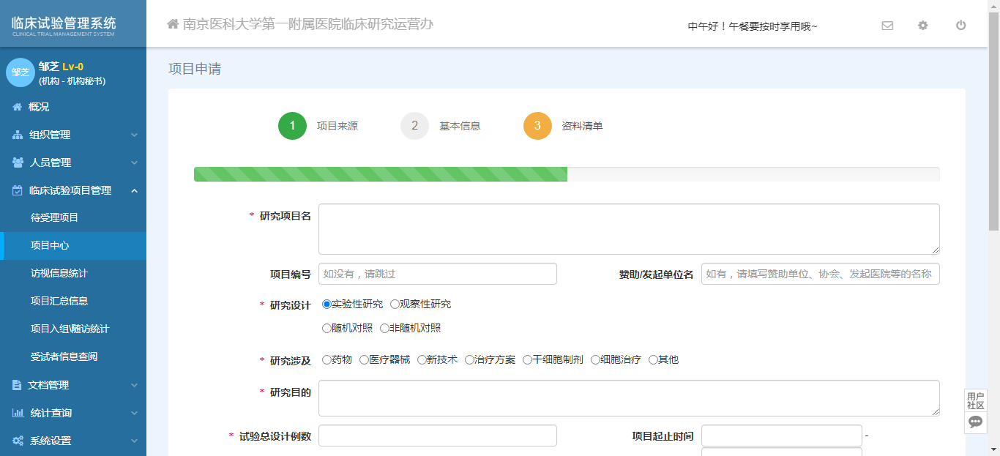 临床试验管理系统
CLINICAL TRIAL MANAGEMENT SYSTEM
南京医科大学第一附属医院临床研究运营办
中午好！午餐要按时享用哦~
邹芝
邹芝 Lv-0
(机构 - 机构秘书)
概况
组织管理
人员管理
临床试验项目管理
待受理项目
项目中心
访视信息统计
项目汇总信息
项目入组\随访统计
受试者信息查阅
文档管理
统计查询
系统设置
项目申请
1 项目来源 2 基本信息 3 资料清单
* 研究项目名
项目编号 如没有，请跳过 赞助/发起单位名 如有，请填写赞助单位、协会、发起医院等的名称
* 研究设计 实验性研究 观察性研究
随机对照 非随机对照
* 研究涉及 药物 医疗器械 新技术 治疗方案 干细胞制剂 细胞治疗 其他
* 研究目的
* 试验总设计例数 项目起止时间 -
用户
社区